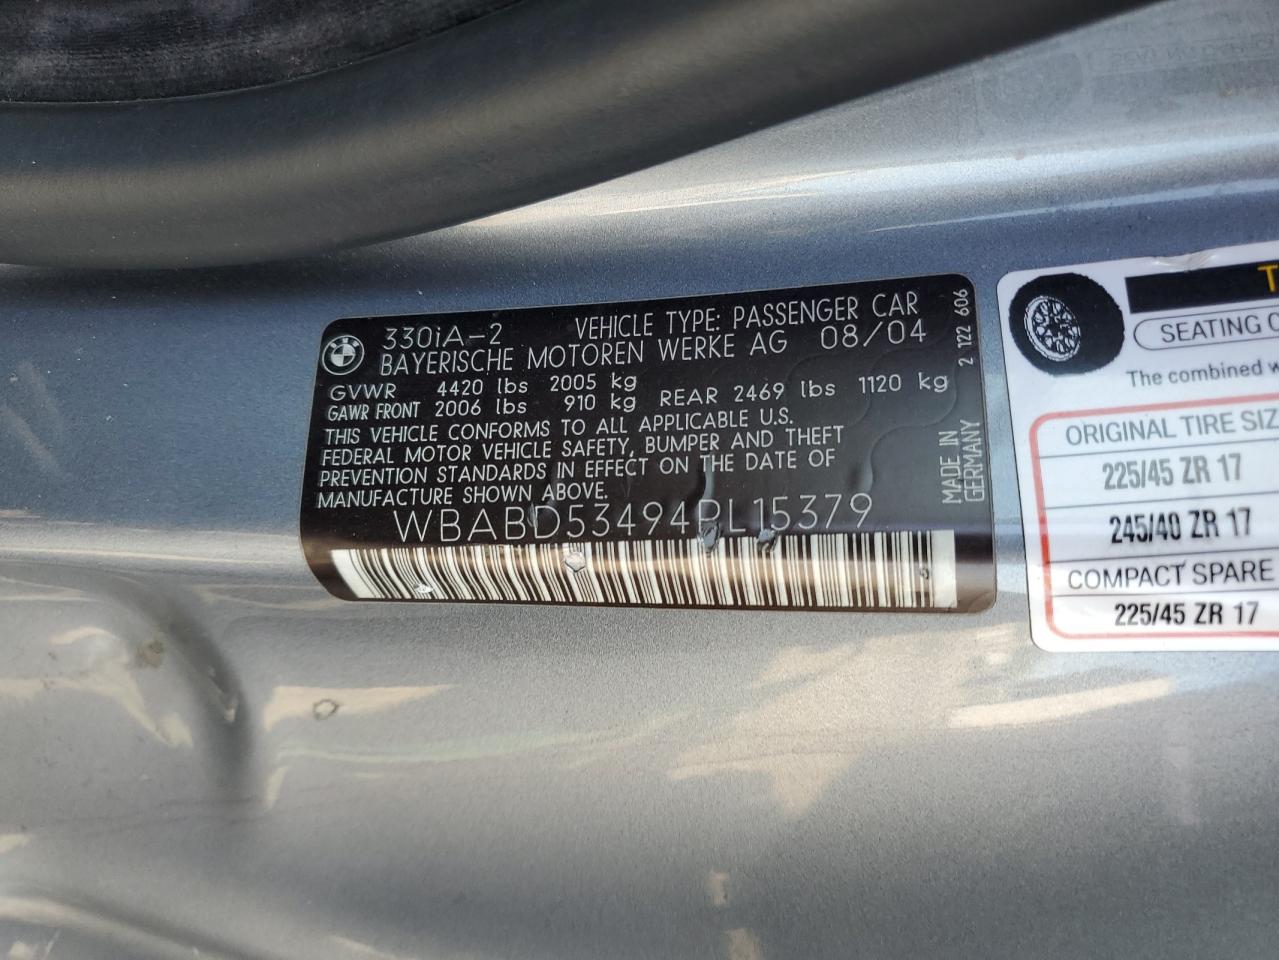 330iA-2 VEHICLE TYPE: PASSENGER CAR
BAYERISCHE MOTOREN WERKE AG 08/04
GVWR 4420 lbs 2005 kg
GAWR FRONT 2006 lbs 910 kg REAR 2469 lbs 1120 kg
THIS VEHICLE CONFORMS TO ALL APPLICABLE U.S.
FEDERAL MOTOR VEHICLE SAFETY, BUMPER AND THEFT
PREVENTION STANDARDS IN EFFECT ON THE DATE OF
MANUFACTURE SHOWN ABOVE.
WBABD53494PL15379
2 122 606
MADE IN
GERMANY
SEATING
The combined
ORIGINAL TIRE SIZ
225/45 ZR 17
245/40 ZR 17
COMPACT SPARE
225/45 ZR 17